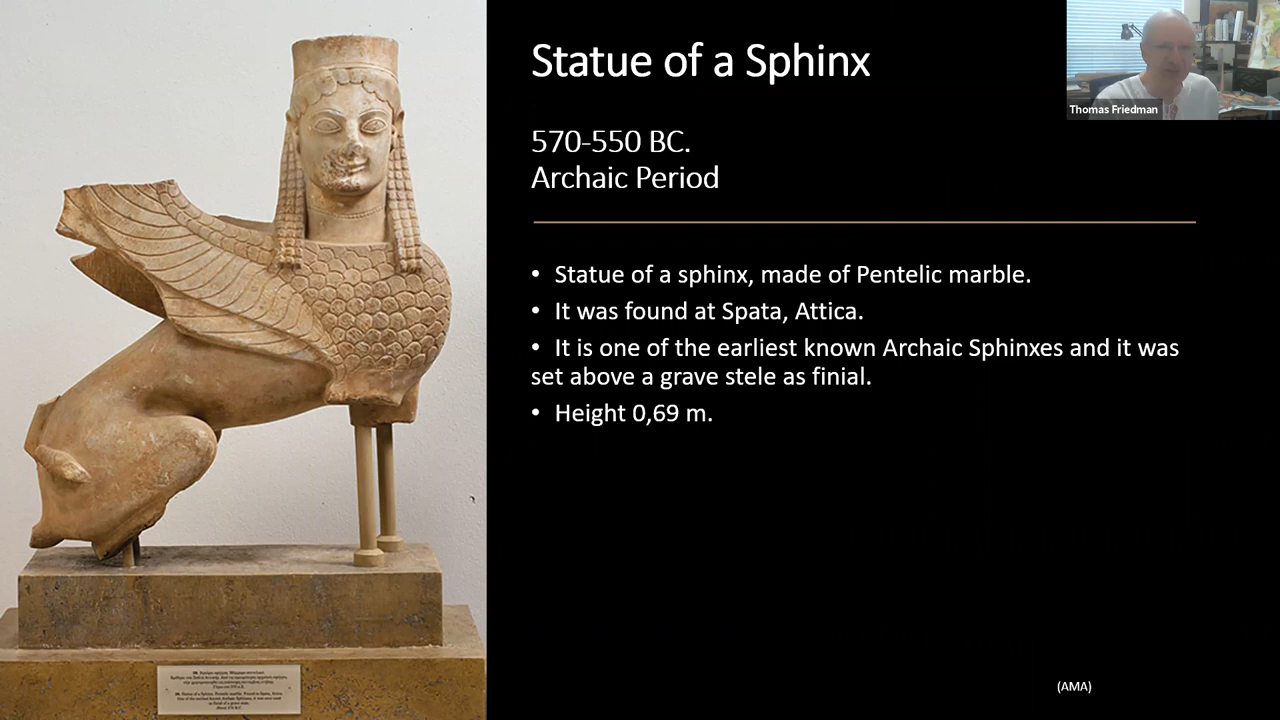 Statue of a Sphinx
Thomas Friedman
570-550 BC.
Archaic Period
• Statue of a sphinx, made of Pentelic marble.
• It was found at Spata, Attica.
• It is one of the earliest known Archaic Sphinxes and it was
set above a grave stele as finial.
• Height 0,69 m.
(AMA)